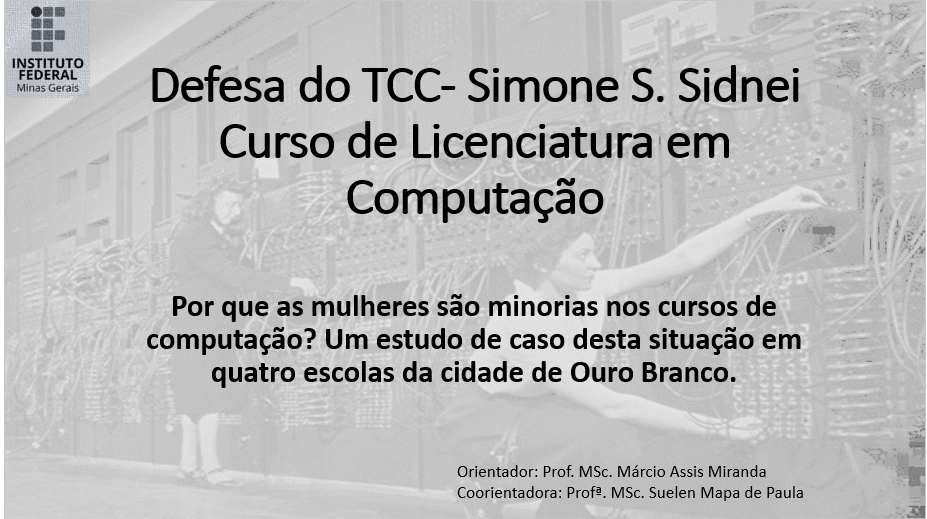 INSTITUTO
FEDERAL
Minas Gerais
Defesa do TCC- Simone S. Sidnei
Curso de Licenciatura em
Computação
Por que as mulheres são minorias nos cursos de
computação? Um estudo de caso desta situação em
quatro escolas da cidade de Ouro Branco.
Orientador: Prof. MSc. Márcio Assis Miranda
Coorientadora: Profª. MSc. Suelen Mapa de Paula